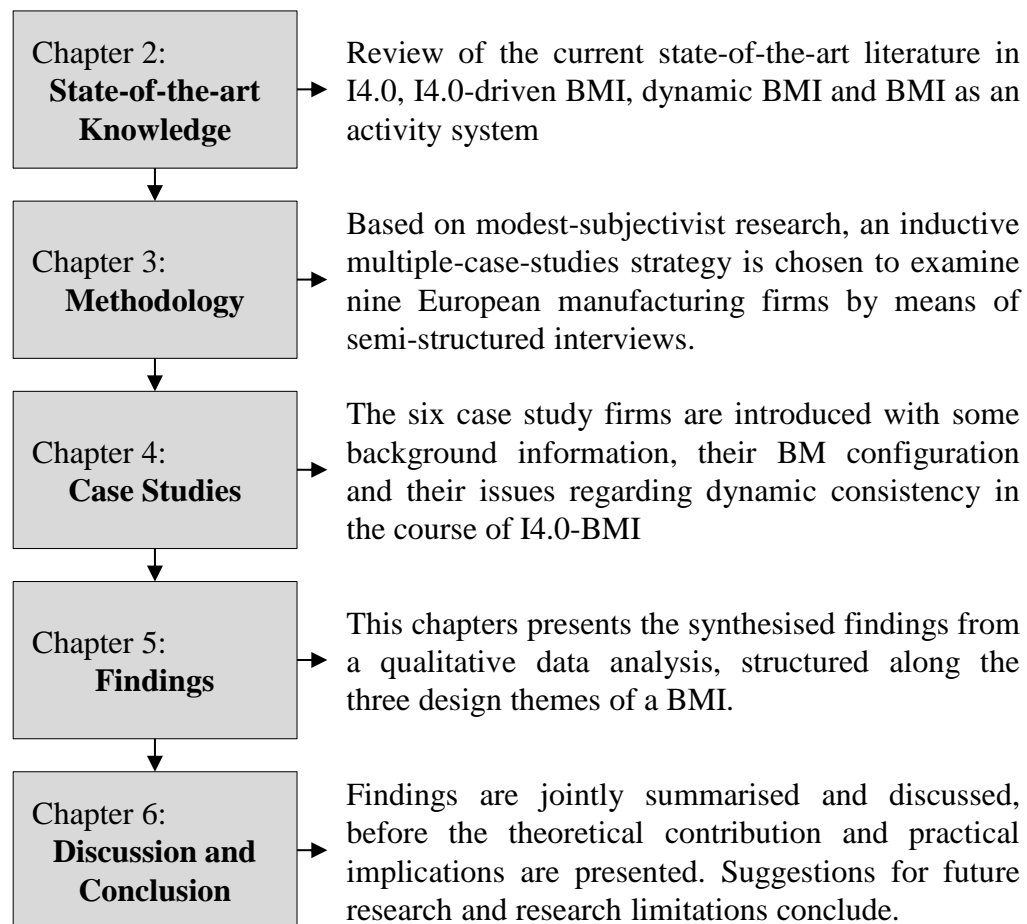 Chapter 2:
State-of-the-art
Knowledge
Review of the current state-of-the-art literature in
I4.0, I4.0-driven BMI, dynamic BMI and BMI as an
activity system
Chapter 3:
Methodology
Based on modest-subjectivist research, an inductive
multiple-case-studies strategy is chosen to examine
nine European manufacturing firms by means of
semi-structured interviews.
Chapter 4:
Case Studies
The six case study firms are introduced with some
background information, their BM configuration
and their issues regarding dynamic consistency in
the course of I4.0-BMI
Chapter 5:
Findings
This chapters presents the synthesised findings from
a qualitative data analysis, structured along the
three design themes of a BMI.
Chapter 6:
Discussion and
Conclusion
Findings are jointly summarised and discussed,
before the theoretical contribution and practical
implications are presented. Suggestions for future
research and research limitations conclude.